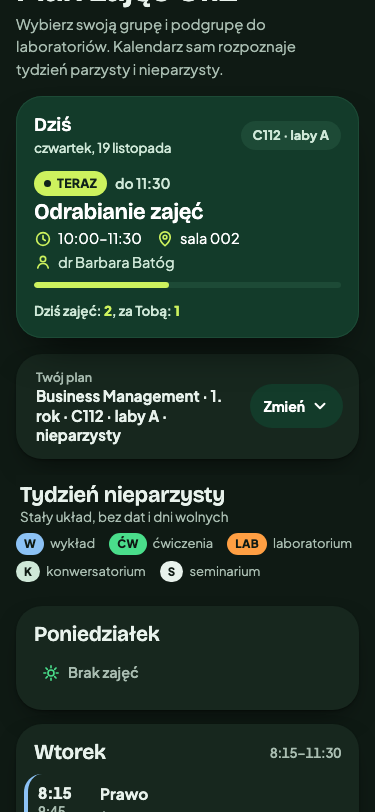 Wybierz swoją grupę i podgrupę do
laboratoriów. Kalendarz sam rozpoznaje
tydzień parzysty i nieparzysty.
Dziś
czwartek, 19 listopada
C112 · laby A
TERAZ do 11:30
Odrabianie zajęć
10:00–11:30 sala 002
dr Barbara Batóg
Dziś zajęć: 2, za Tobą: 1
Twój plan
Business Management · 1.
rok · C112 · laby A ·
nieparzysty
Zmień
Tydzień nieparzysty
Stały układ, bez dat i dni wolnych
W wykład ĆW ćwiczenia LAB laboratorium
K konwersatorium S seminarium
Poniedziałek
Brak zajęć
Wtorek 8:15–11:30
8:15 Prawo